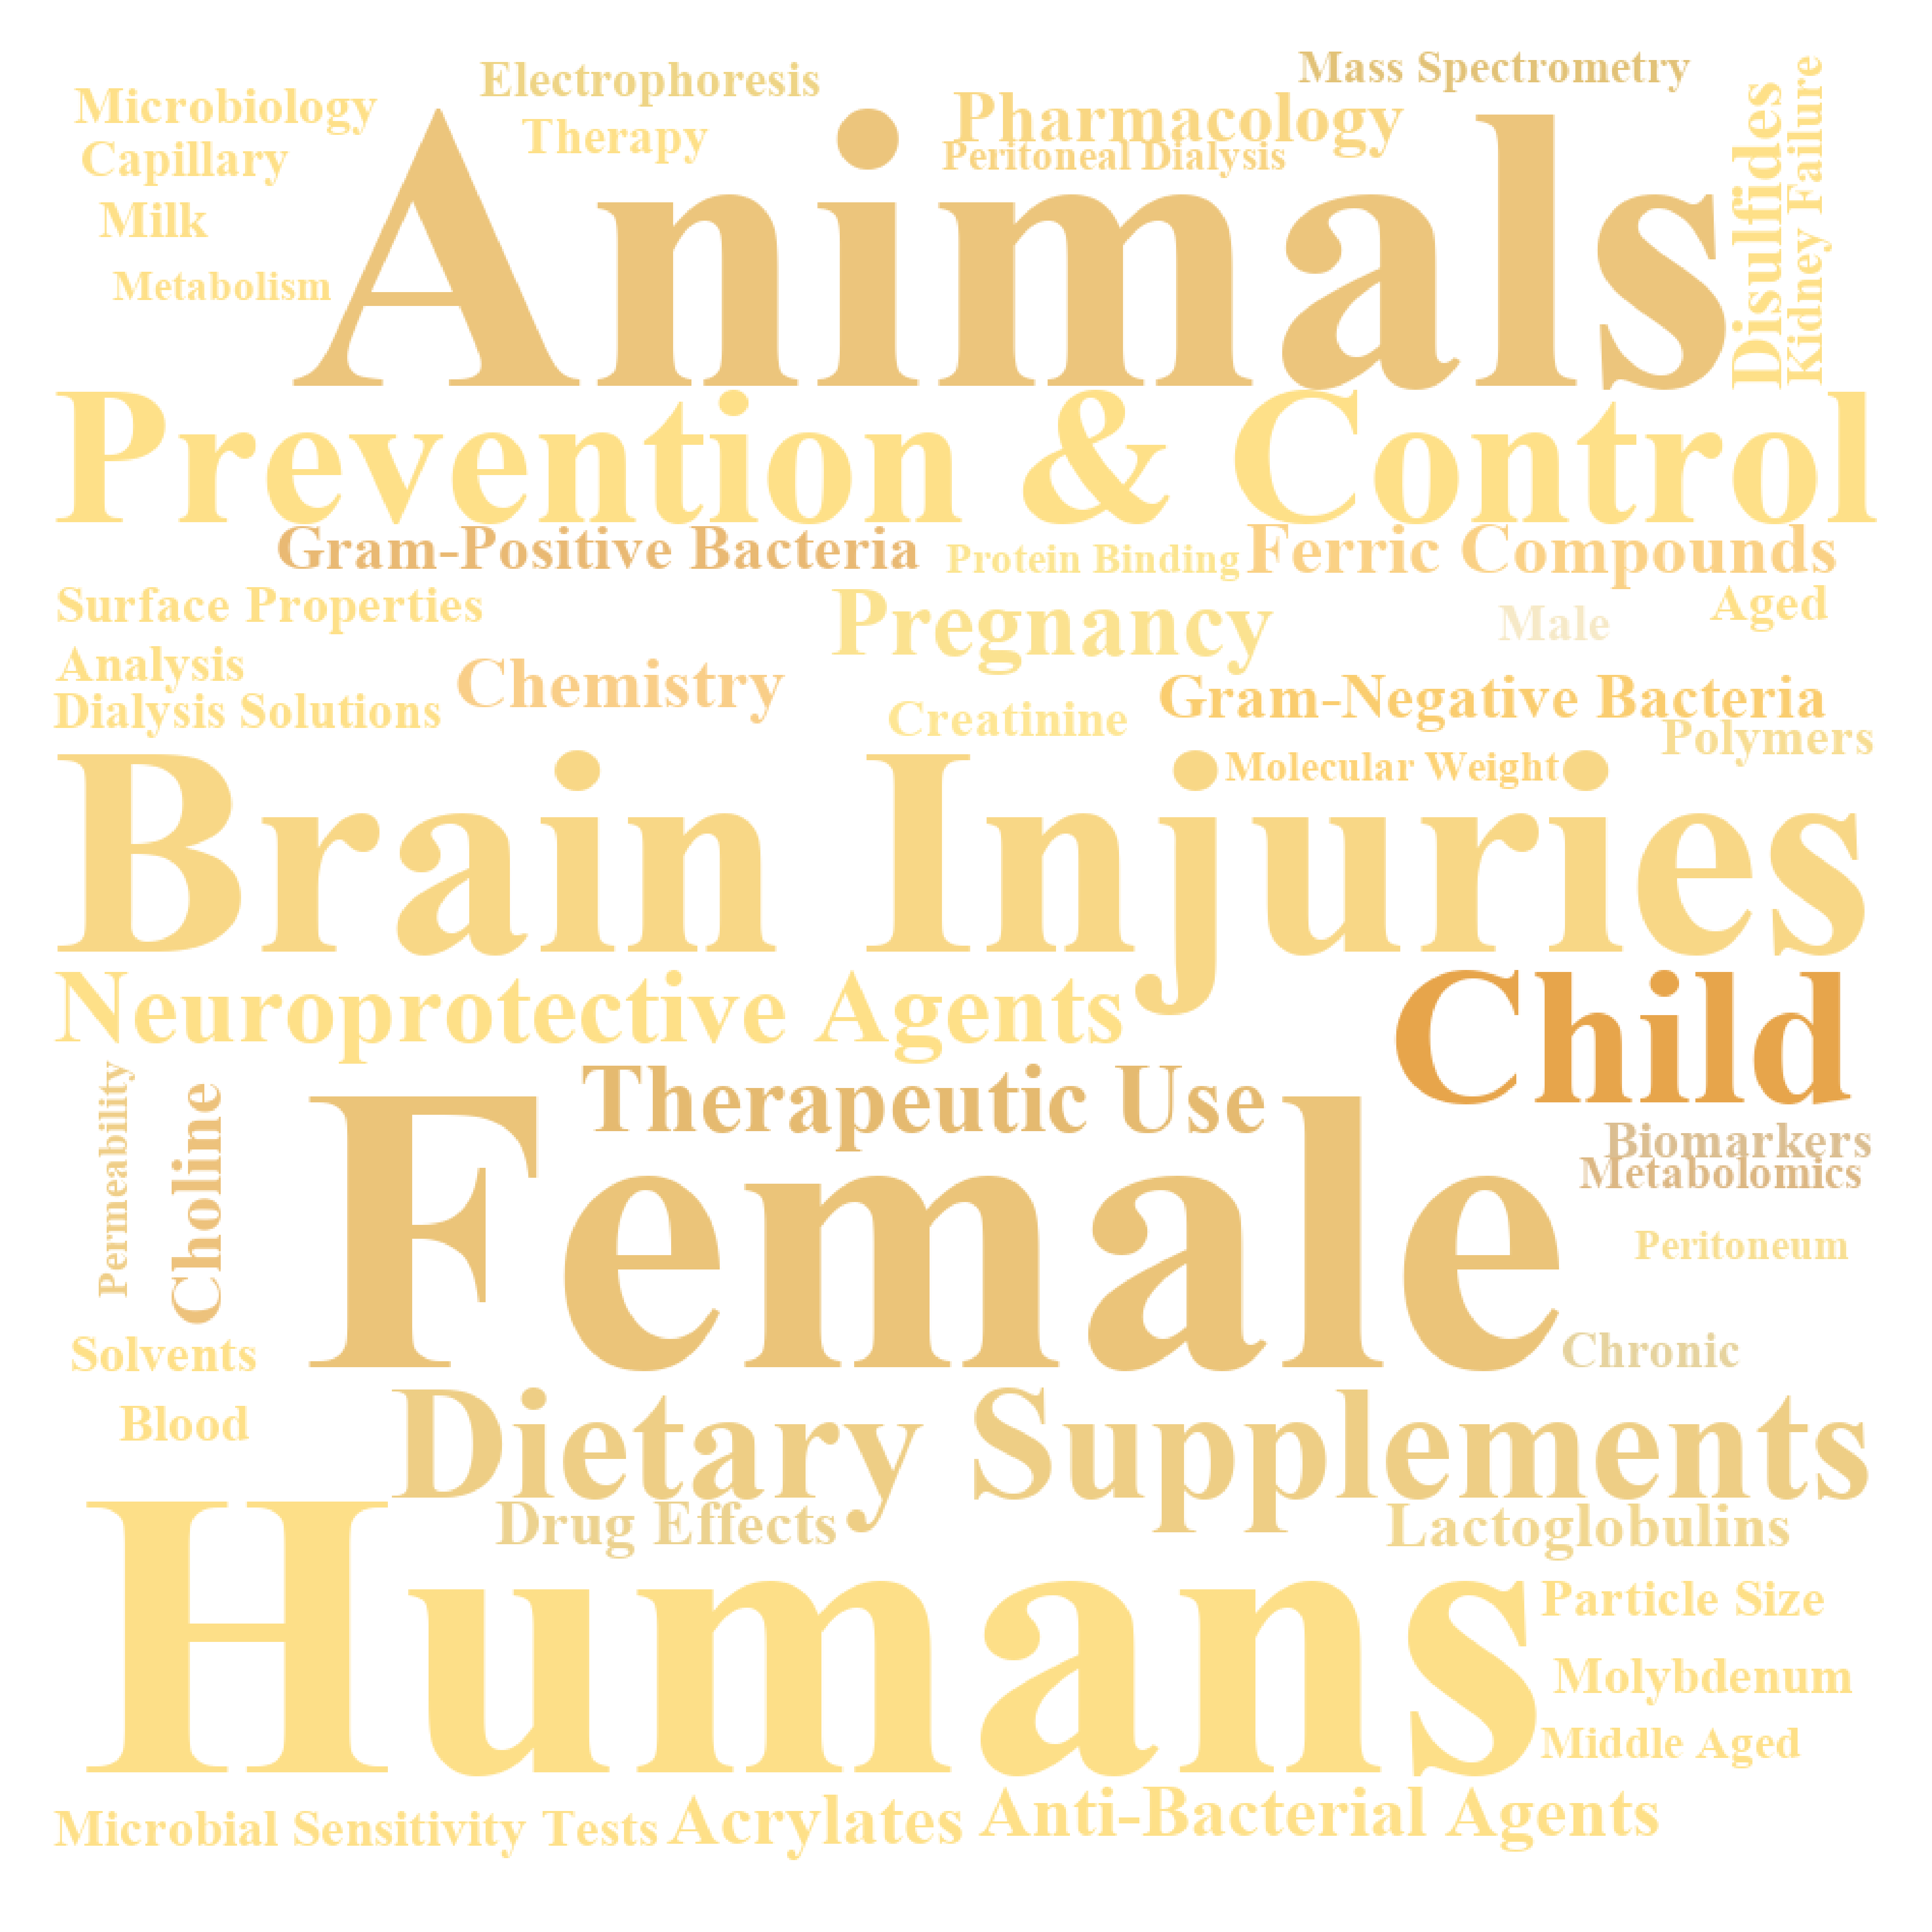 Mass Spectrometry
Electrophoresis
Microbiology
Pharmacology
Therapy
Capillary
Peritoneal Dialysis
Animals
Disulfides
Kidney Failure
Milk
Metabolism
Prevention & Control
Gram-Positive Bacteria
Protein Binding
Ferric Compounds
Surface Properties
Pregnancy
Male
Aged
Analysis
Chemistry
Gram-Negative Bacteria
Dialysis Solutions
Creatinine
Polymers
Molecular Weight
Brain Injuries
Neuroprotective Agents
Child
Therapeutic Use
Permeability
Choline
Female
Biomarkers
Metabolomics
Peritoneum
Solvents
Chronic
Blood
Dietary Supplements
Drug Effects
Lactoglobulins
Humans
Particle Size
Molybdenum
Middle Aged
Microbial Sensitivity Tests
Acrylates
Anti-Bacterial Agents